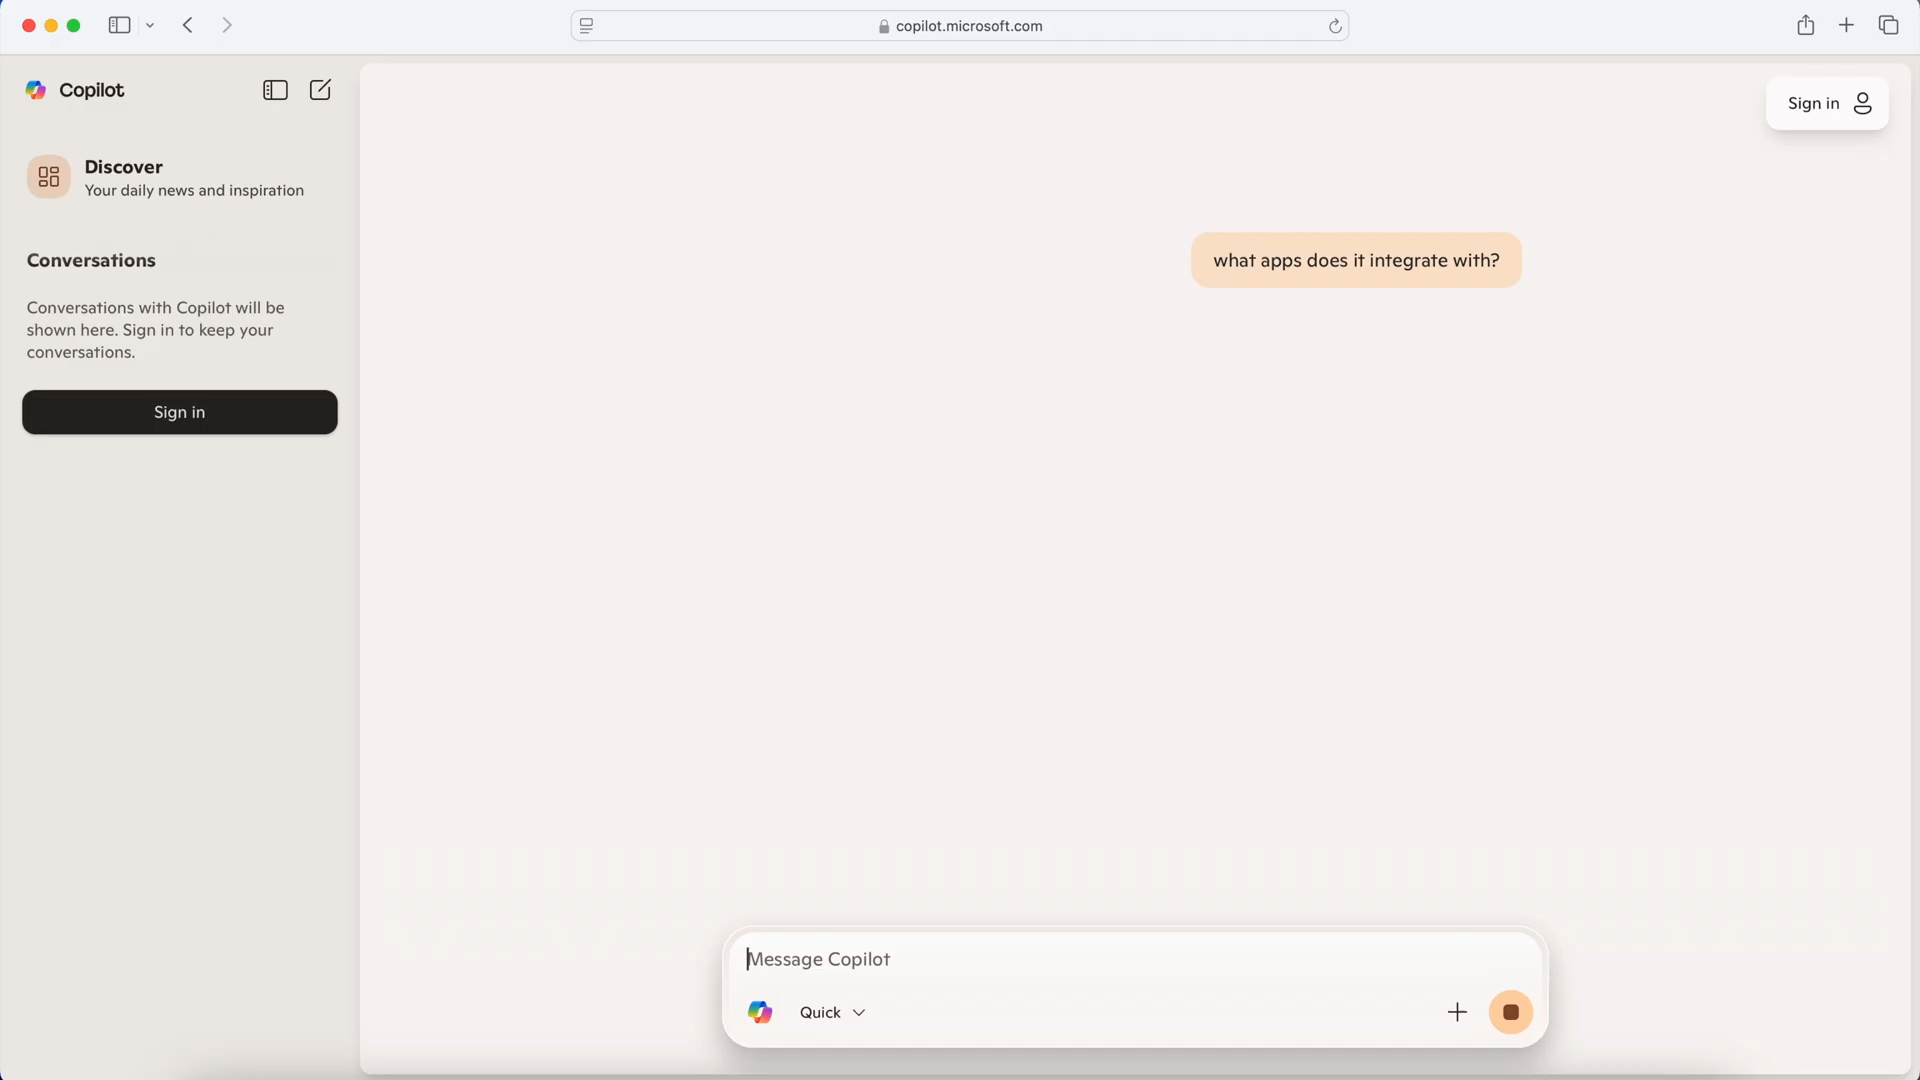 copilot.microsoft.com
Copilot
Sign in
Discover
Your daily news and inspiration
what apps does it integrate with?
Conversations
Conversations with Copilot will be
shown here. Sign in to keep your
conversations.
Sign in
Message Copilot
Quick